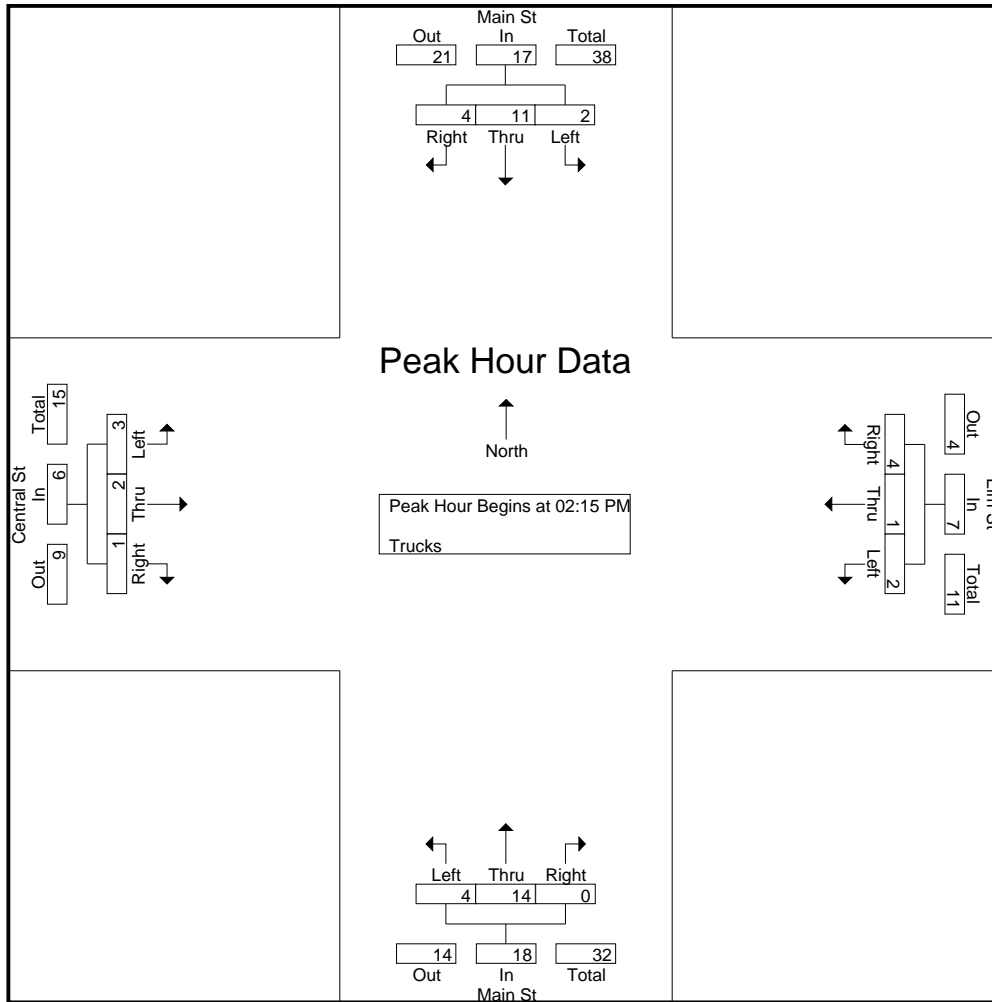 Main St
Out In Total
21 17 38
4 11 2
Right Thru Left
Peak Hour Data
North
Peak Hour Begins at 02:15 PM
Trucks
Central St
Out In Total
9 6 15
3 2 1
Left Thru Right
Out In Total
4 7 11
4 1 2
Right Thru Left
Left Thru Right
4 14 0
14 18 32
Out In Total
Main St